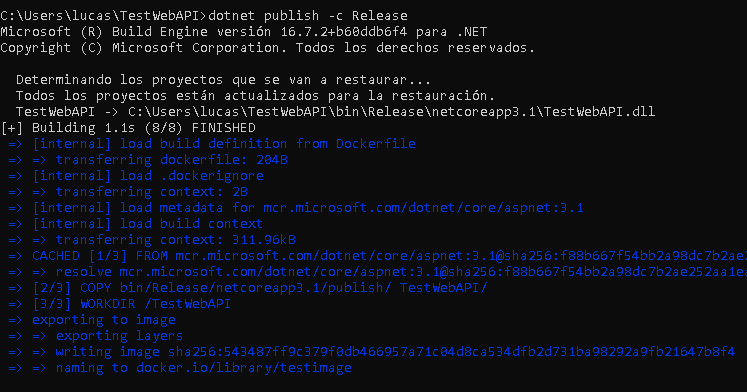 C:\Users\lucas\TestWebAPI>dotnet publish -c Release
Microsoft (R) Build Engine versión 16.7.2+b60ddb6f4 para .NET
Copyright (C) Microsoft Corporation. Todos los derechos reservados.
Determinando los proyectos que se van a restaurar...
Todos los proyectos están actualizados para la restauración.
TestWebAPI -> C:\Users\lucas\TestWebAPI\bin\Release\netcoreapp3.1\TestWebAPI.dll
[+] Building 1.1s (8/8) FINISHED
=> [internal] load build definition from Dockerfile
=> => transferring dockerfile: 204B
=> [internal] load .dockerignore
=> => transferring context: 2B
=> [internal] load metadata for mcr.microsoft.com/dotnet/core/aspnet:3.1
=> [internal] load build context
=> => transferring context: 311.96kB
=> CACHED [1/3] FROM mcr.microsoft.com/dotnet/core/aspnet:3.1@sha256:f88b667f54bb2a98dc7b2ae
=> => resolve mcr.microsoft.com/dotnet/core/aspnet:3.1@sha256:f88b667f54bb2a98dc7b2ae252aa1ea
=> [2/3] COPY bin/Release/netcoreapp3.1/publish/ TestWebAPI/
=> [3/3] WORKDIR /TestWebAPI
=> exporting to image
=> => exporting layers
=> => writing image sha256:543487ff9c379f0db466957a71c04d8ca534dfb2d731ba98292a9fb21647b8f4
=> => naming to docker.io/library/testimage